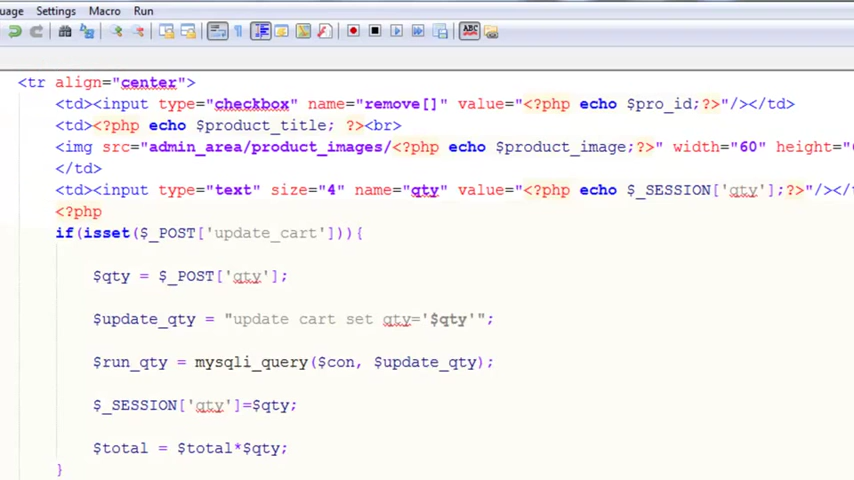 uage Settings Macro Run
<tr align="center">
<td><input type="checkbox" name="remove[]" value="<?php echo $pro_id;?>"/></td>
<td><?php echo $product_title; ?><br>
<img src="admin_area/product_images/<?php echo $product_image;?>" width="60" height="
</td>
<td><input type="text" size="4" name="qty" value="<?php echo $_SESSION['qty'];?>"/></
<?php
if(isset($_POST['update_cart'])){
$qty = $_POST['qty'];
$update_qty = "update cart set qty='$qty'";
$run_qty = mysqli_query($con, $update_qty);
$_SESSION['qty']=$qty;
$total = $total*$qty;
}